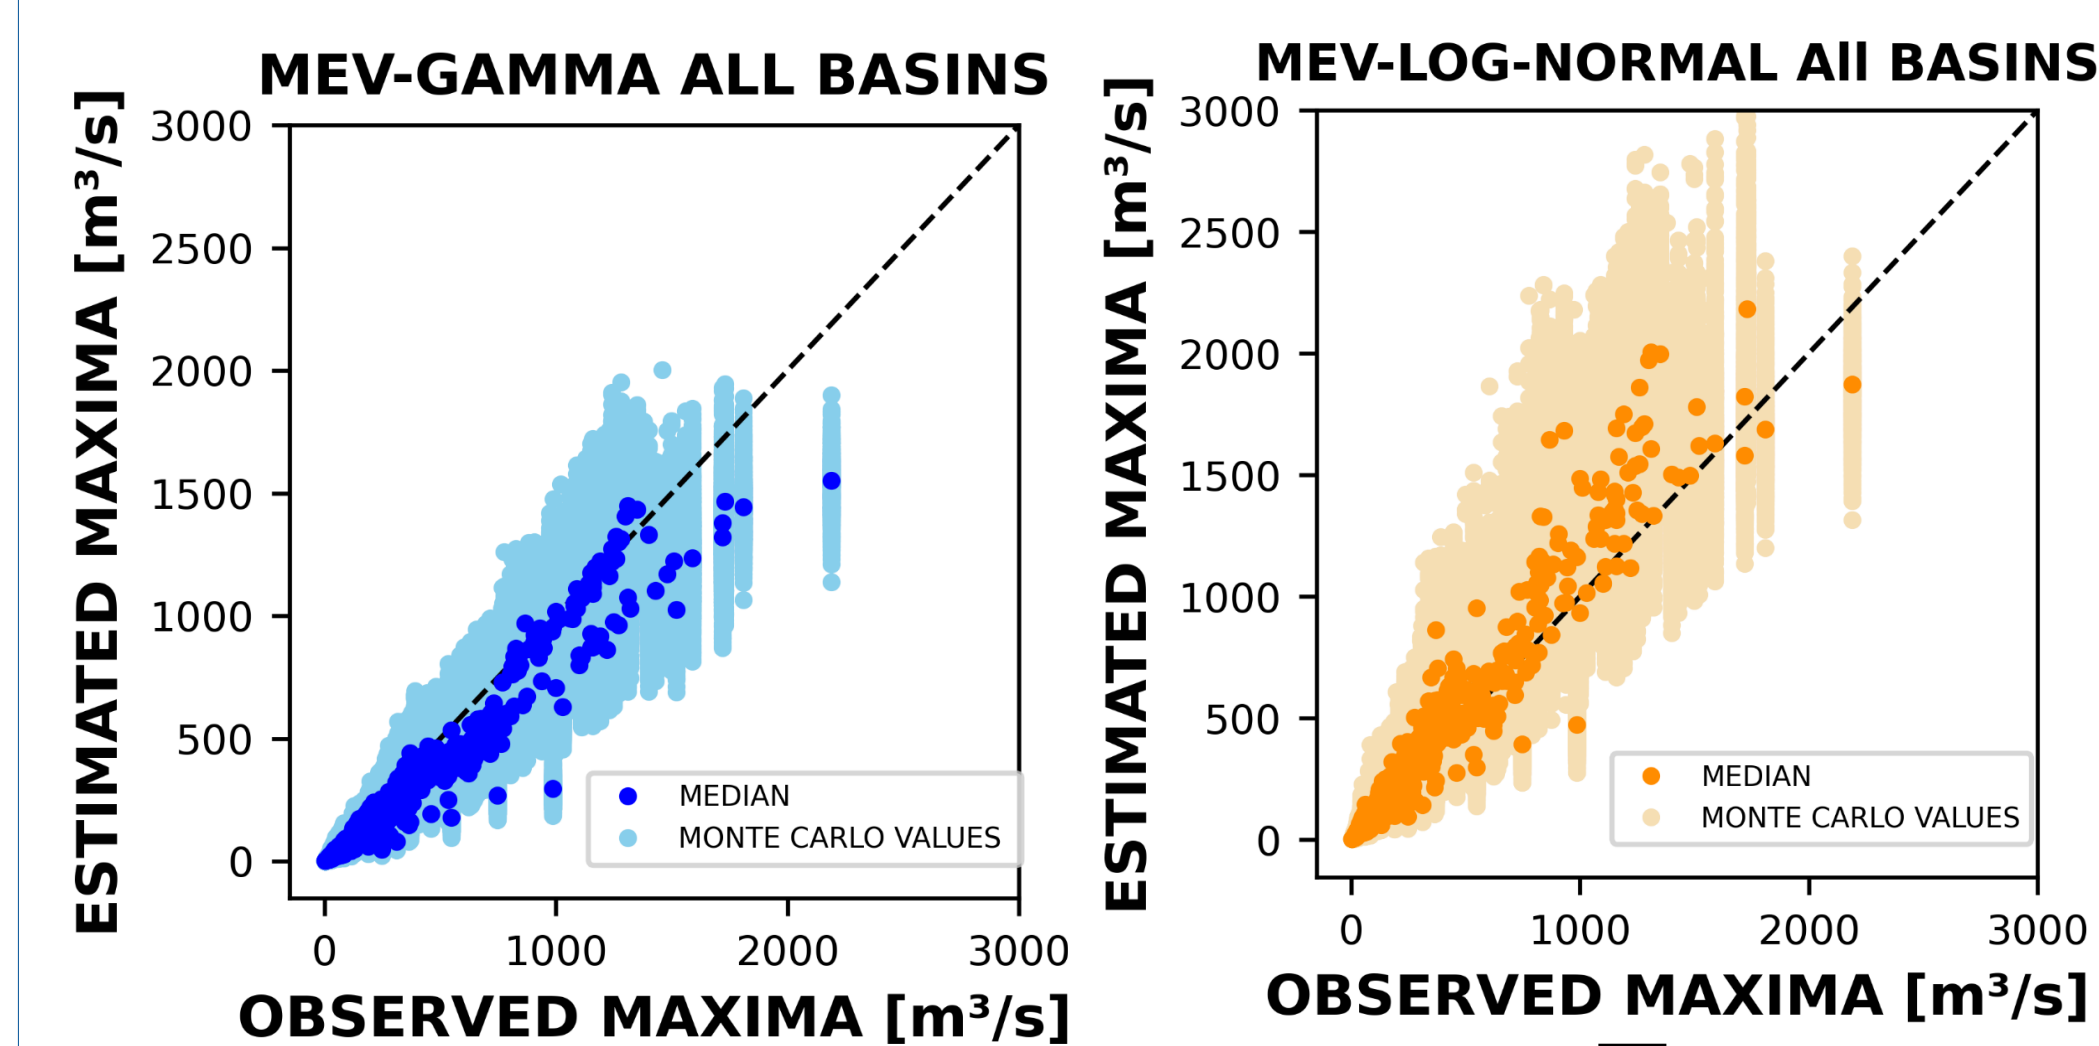 MEV-GAMMA ALL BASINS
ESTIMATED MAXIMA [m³/s]
3000
2500
2000
1500
1000
500
0
MEDIAN
MONTE CARLO VALUES
0 1000 2000 3000
OBSERVED MAXIMA [m³/s]
MEV-LOG-NORMAL All BASINS
ESTIMATED MAXIMA [m³/s]
3000
2500
2000
1500
1000
500
0
MEDIAN
MONTE CARLO VALUES
0 1000 2000 3000
OBSERVED MAXIMA [m³/s]